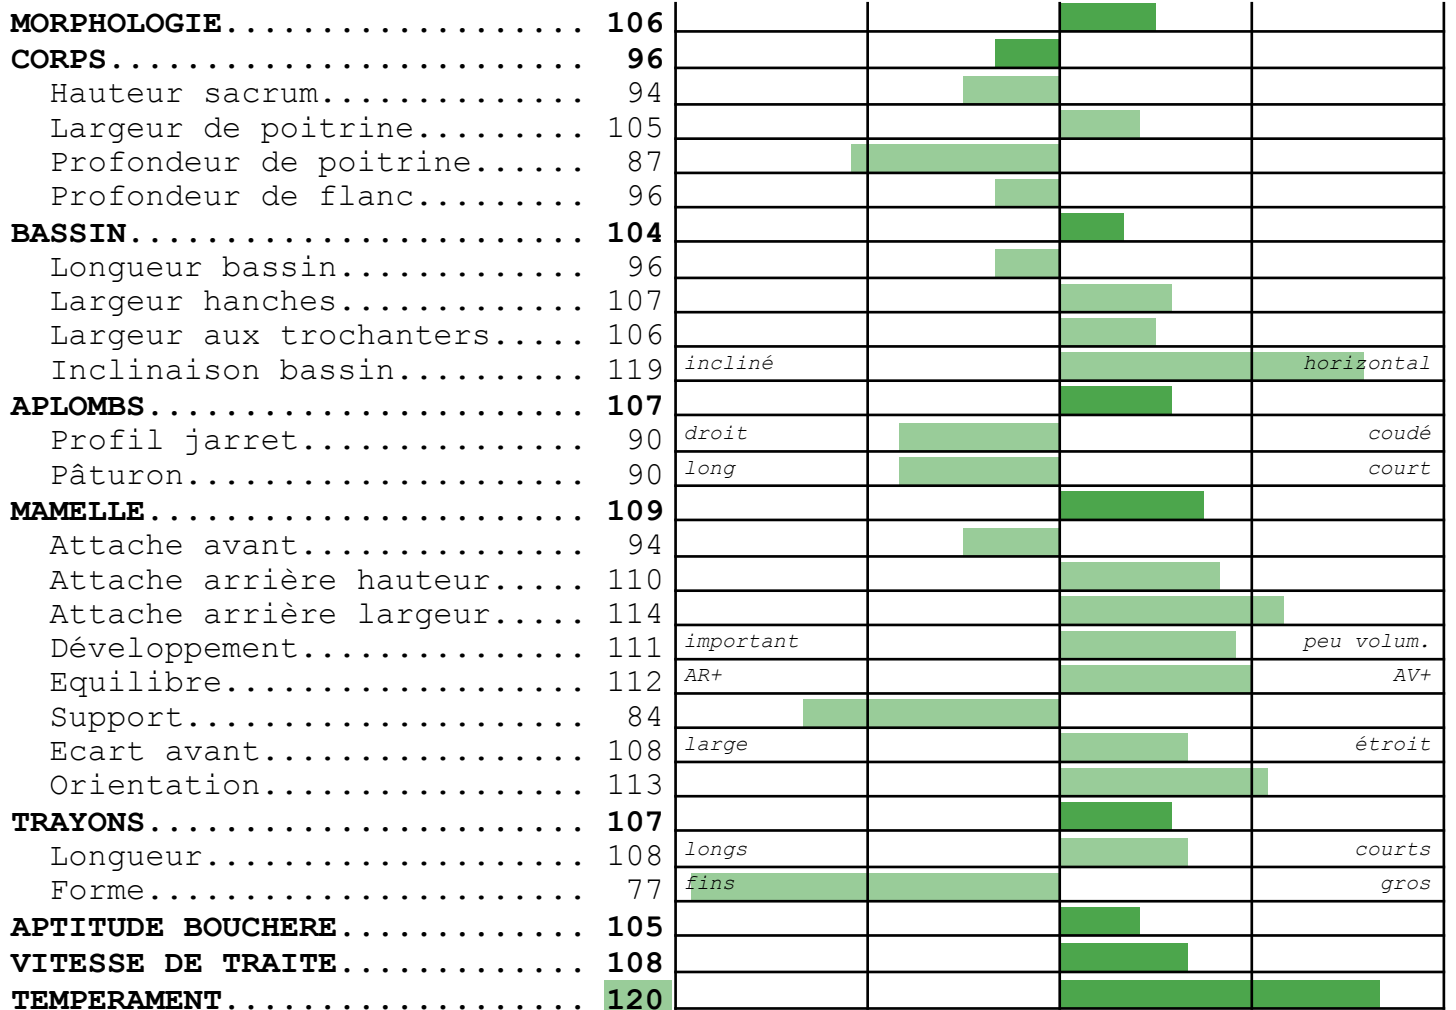 MORPHOLOGIE................... 106
CORPS......................... 96
Hauteur sacrum............... 94
Largeur de poitrine......... 105
Profondeur de poitrine...... 87
Profondeur de flanc......... 96
BASSIN........................ 104
Longueur bassin............. 96
Largeur hanches............. 107
Largeur aux trochanters..... 106
Inclinaison bassin.......... 119 incliné horizontal
APLOMBS....................... 107
Profil jarret............... 90 droit coudé
Pâturon..................... 90 long court
MAMELLE....................... 109
Attache avant............... 94
Attache arrière hauteur..... 110
Attache arrière largeur..... 114
Développement............... 111 important peu volum.
Equilibre................... 112 AR+ AV+
Support..................... 84
Ecart avant................. 108 large étroit
Orientation................. 113
TRAYONS....................... 107
Longueur.................... 108 longs courts
Forme....................... 77 fins gros
APTITUDE BOUCHERE............. 105
VITESSE DE TRAITE............. 108
TEMPERAMENT................... 120